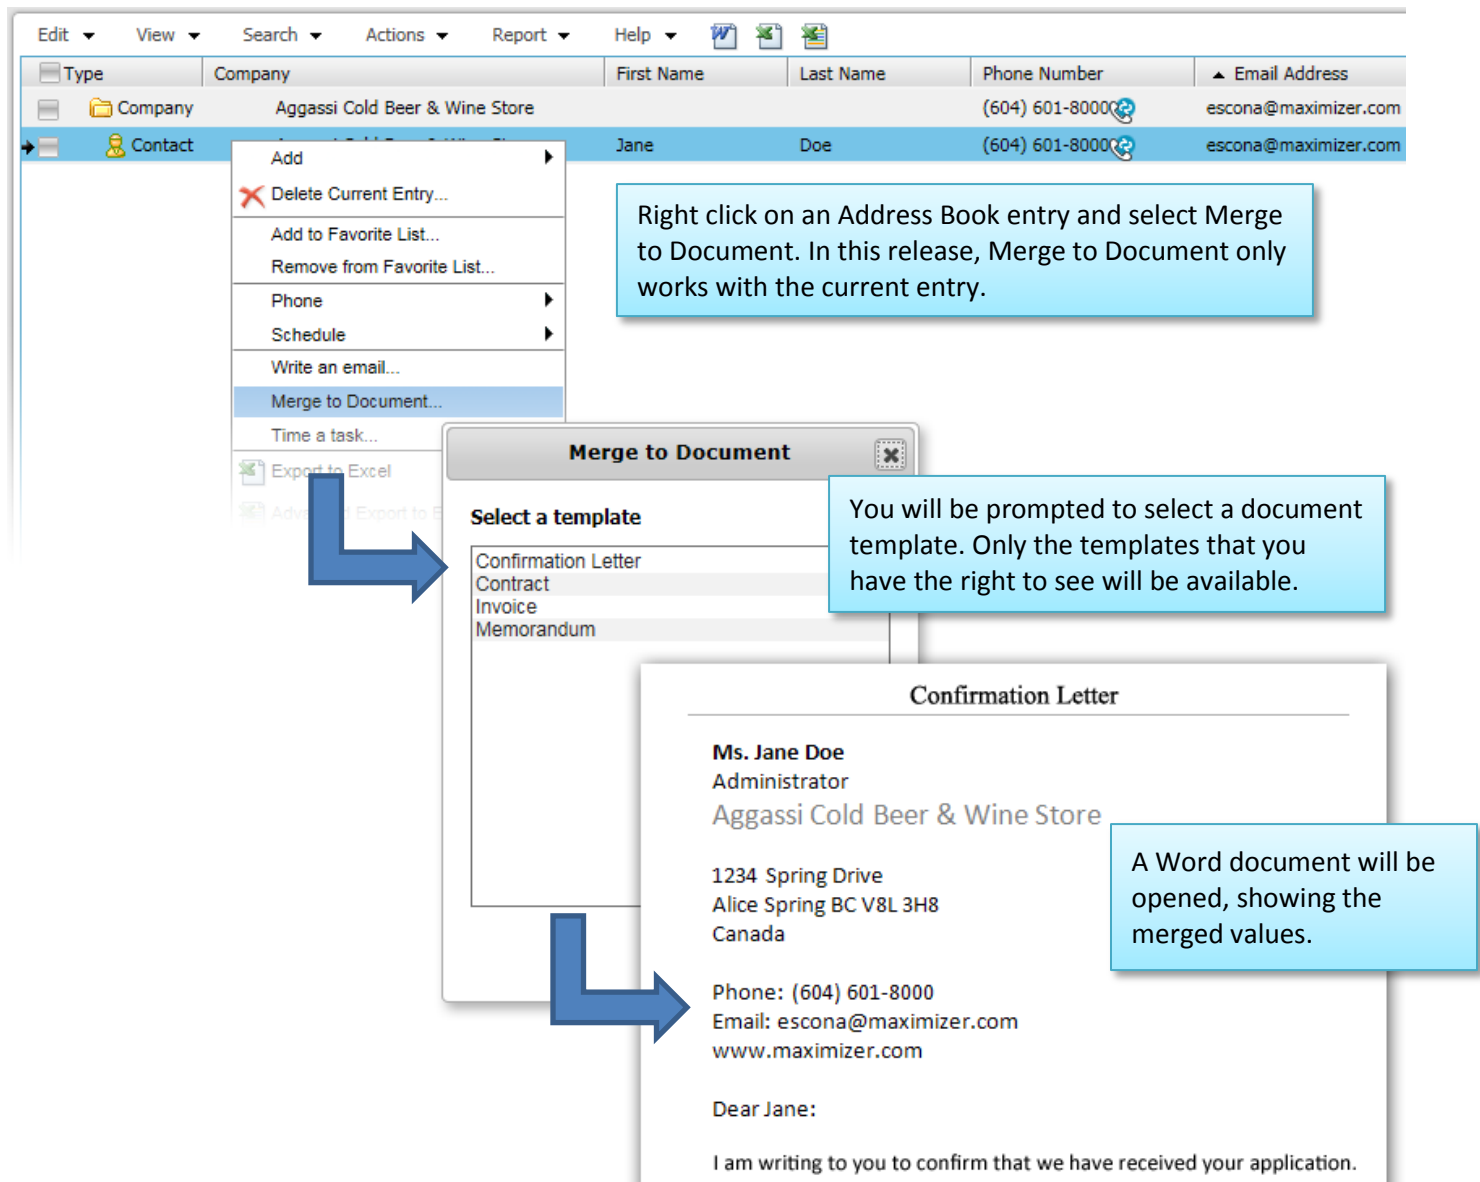 Edit View Search Actions Report Help
Type Company First Name Last Name Phone Number Email Address
Company Aggassi Cold Beer & Wine Store (604) 601-8000 escona@maximizer.com
Contact Jane Doe (604) 601-8000 escona@maximizer.com
Add
Delete Current Entry...
Add to Favorite List...
Remove from Favorite List...
Phone
Schedule
Write an email...
Merge to Document...
Time a task...
Export to Excel
Export to
Right click on an Address Book entry and select Merge
to Document. In this release, Merge to Document only
works with the current entry.
Merge to Document
Select a template
Confirmation Letter
Contract
Invoice
Memorandum
You will be prompted to select a document
template. Only the templates that you
have the right to see will be available.
Confirmation Letter
Ms. Jane Doe
Administrator
Aggassi Cold Beer & Wine Store
1234 Spring Drive
Alice Spring BC V8L 3H8
Canada
Phone: (604) 601-8000
Email: escona@maximizer.com
www.maximizer.com
Dear Jane:
I am writing to you to confirm that we have received your application.
A Word document will be
opened, showing the
merged values.